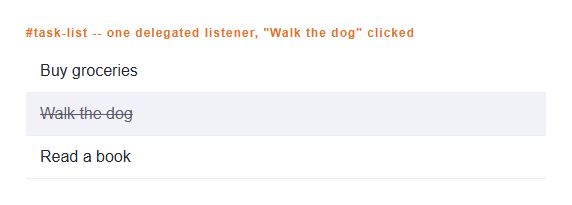 #task-list -- one delegated listener, "Walk the dog" clicked
Buy groceries
Walk the dog
Read a book